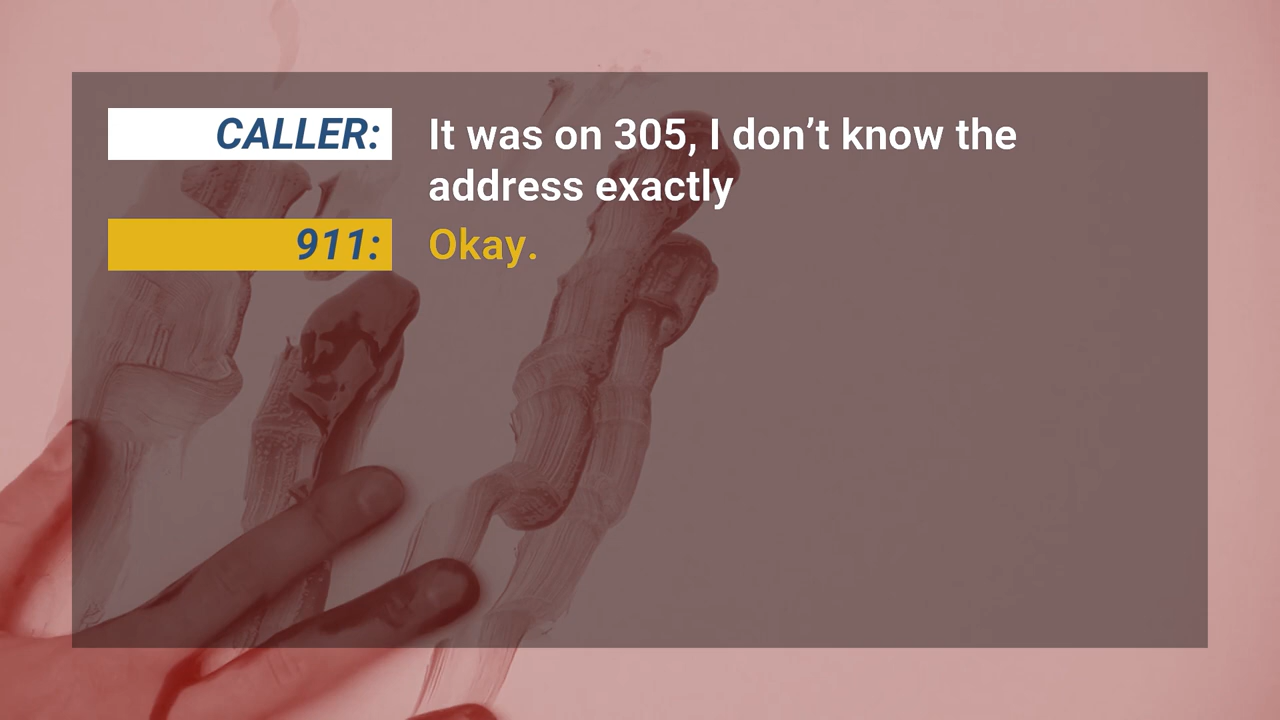 CALLER: It was on 305, I don’t know the
address exactly
911: Okay.